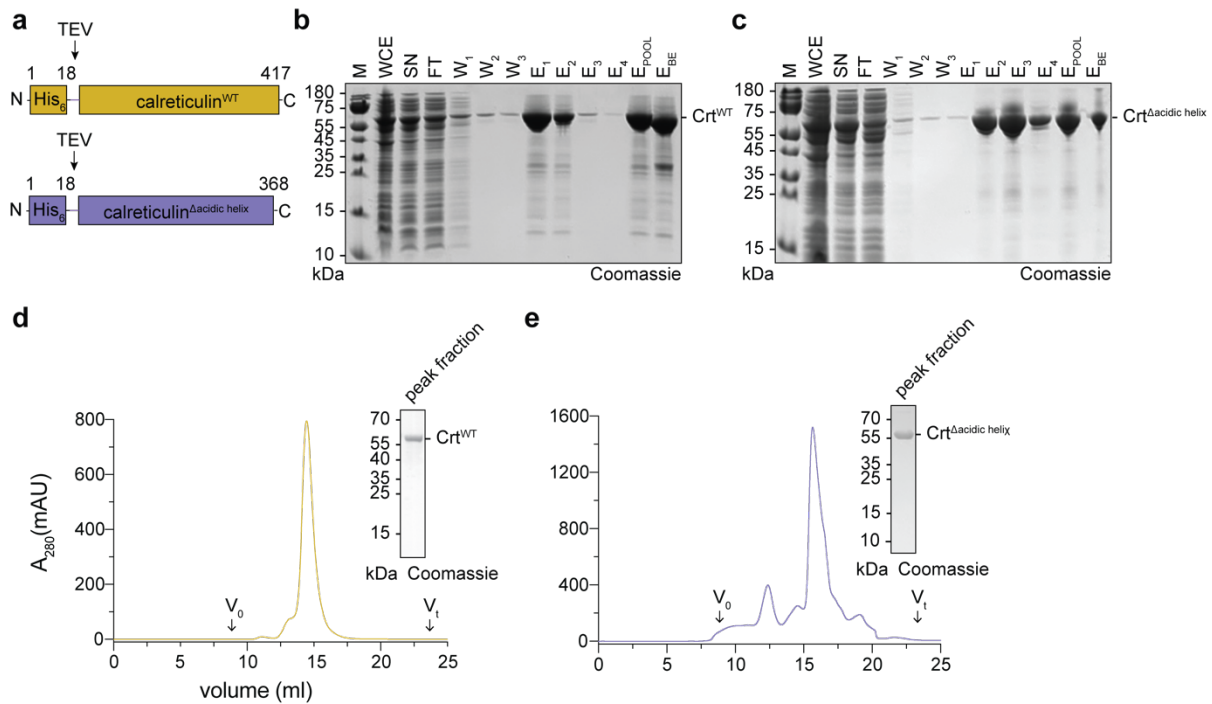 a
TEV
1 18 417
N His6 calreticulinWT C
TEV
1 18 368
N His6 calreticulinΔacidic helix C
b
M WCE SN FT W1 W2 W3 E1 E2 E3 E4 EPOOL EBE
180
75
55
45
35
25
15
10
CrtWT
kDa Coomassie
c
M WCE SN FT W1 W2 W3 E1 E2 E3 E4 EPOOL EBE
180
75
55
45
35
25
15
CrtΔacidic helix
kDa Coomassie
d
A280(mAU)
800
600
400
200
0
0 5 10 15 20 25
volume (ml)
V0
Vt
peak fraction
70
55
40
35
25
15
CrtWT
kDa Coomassie
e
1600
1200
800
400
0
0 5 10 15 20 25
V0
Vt
peak fraction
70
55
35
25
15
10
CrtΔacidic helix
kDa Coomassie